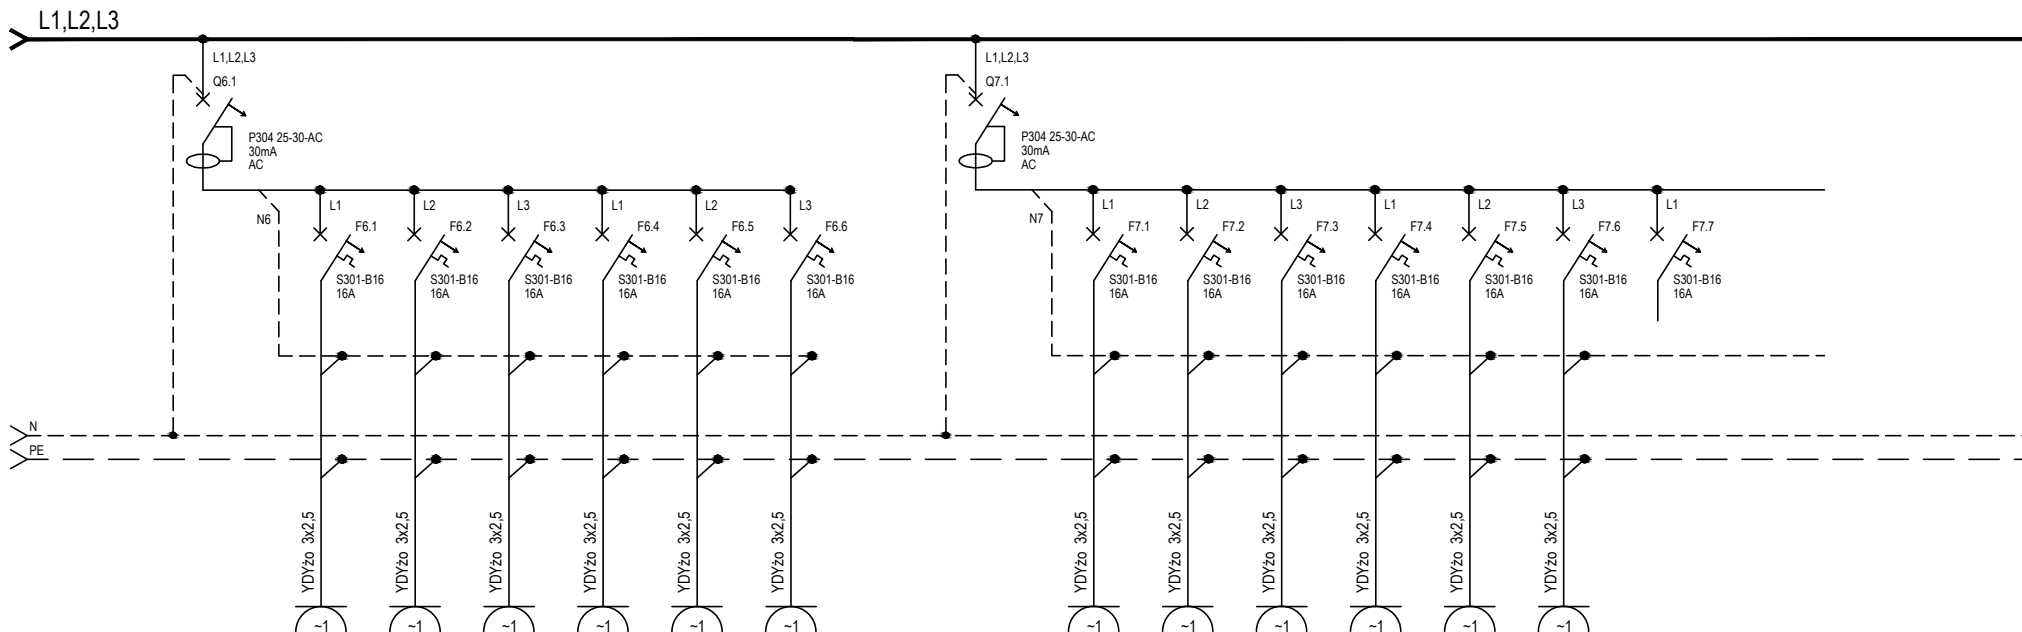 L1,L2,L3
L1,L2,L3
Q6.1
P304 25-30-AC
30mA
AC
L1,L2,L3
Q7.1
P304 25-30-AC
30mA
AC
N6
L1
F6.1
S301-B16
16A
L2
F6.2
S301-B16
16A
L3
F6.3
S301-B16
16A
L1
F6.4
S301-B16
16A
L2
F6.5
S301-B16
16A
L3
F6.6
S301-B16
16A
N7
L1
F7.1
S301-B16
16A
L2
F7.2
S301-B16
16A
L3
F7.3
S301-B16
16A
L1
F7.4
S301-B16
16A
L2
F7.5
S301-B16
16A
L3
F7.6
S301-B16
16A
L1
F7.7
S301-B16
16A
N
PE
YDYżo 3x2,5
YDYżo 3x2,5
YDYżo 3x2,5
YDYżo 3x2,5
YDYżo 3x2,5
YDYżo 3x2,5
YDYżo 3x2,5
YDYżo 3x2,5
YDYżo 3x2,5
YDYżo 3x2,5
YDYżo 3x2,5
YDYżo 3x2,5
~1
~1
~1
~1
~1
~1
~1
~1
~1
~1
~1
~1